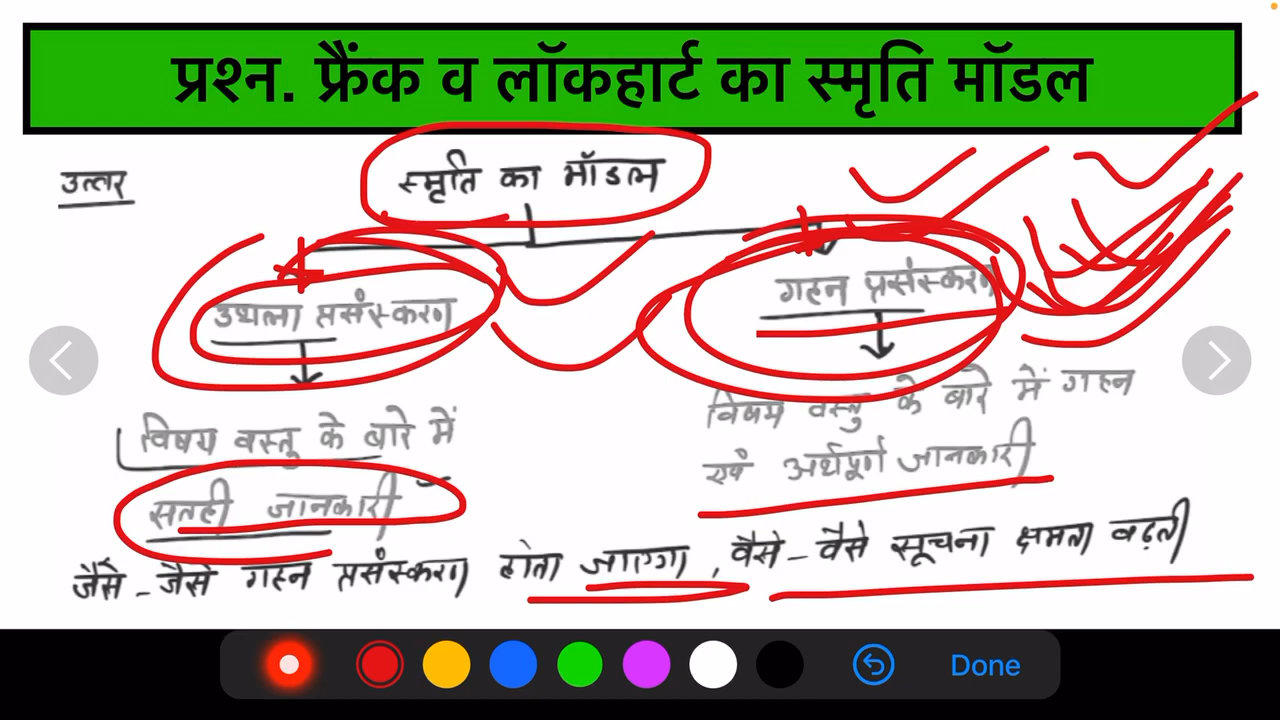 प्रश्न. फ्रैंक व लॉकहार्ट का स्मृति मॉडल
उत्तर
स्मृति का मॉडल
उथला प्रसंस्करण
गहन प्रसंस्करण
विषय वस्तु के बारे में
सतही जानकारी
विषय वस्तु के बारे में गहन
एवं अर्थपूर्ण जानकारी
जैसे - जैसे गहन प्रसंस्करण होता जाएगा , वैसे - वैसे सूचना क्षमता बढ़ती
Done